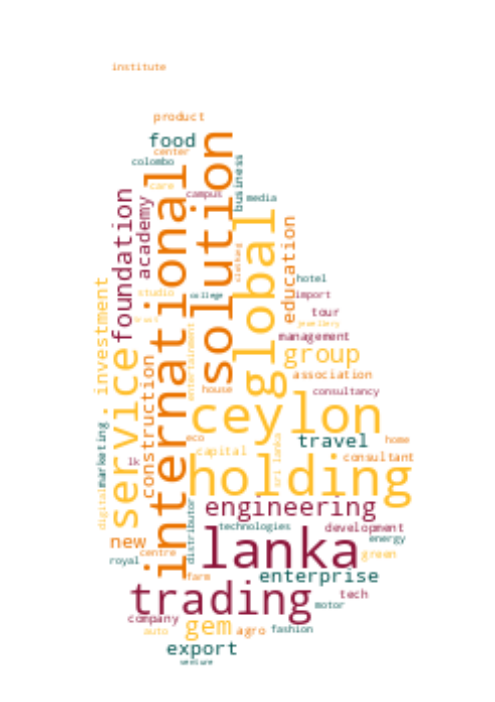 institute
product
food
center
colombo
care
campus
business
media
international
solution
foundation
academy
global
education
clothing
studio
college
hotel
import
tour
jewellery
management
investment
group
association
consultancy
entertainment
house
construction
service
ceylon
eco
travel
home
capital
sri lanka
consultant
marketing
digital
lk
holding
engineering
distributor
technologies
development
energy
new
centre
royal
lanka
green
farm
enterprise
trading
tech
motor
company
auto
gem
agro
fashion
export
venture